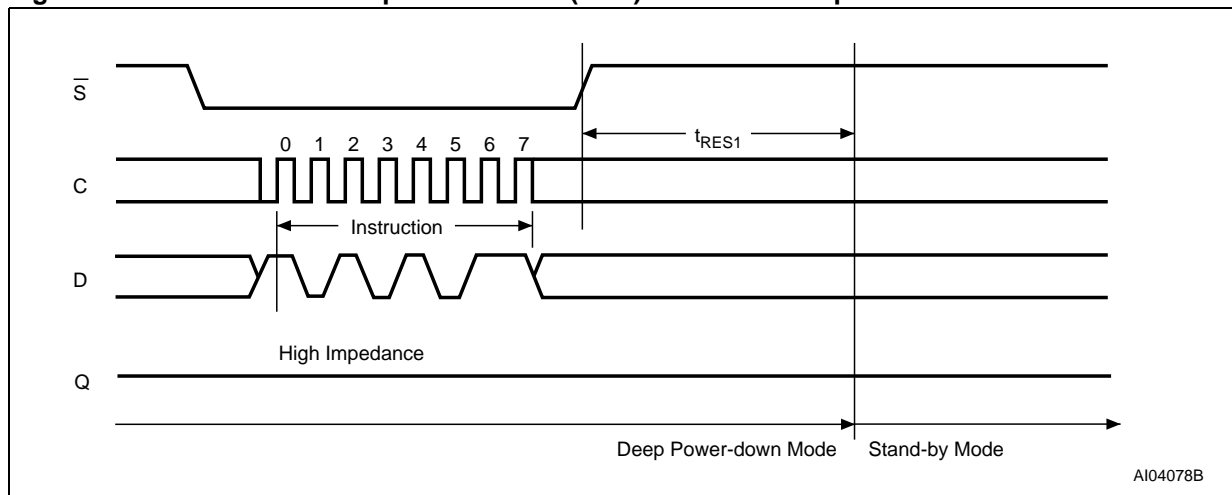 S
0 1 2 3 4 5 6 7
tRES1
C
Instruction
D
High Impedance
Q
Deep Power-down Mode Stand-by Mode
AI04078B